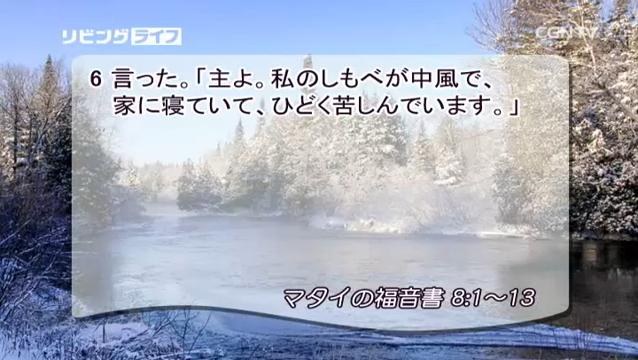 リビングライフ
CGNTV
6 言った。「主よ。私のしもべが中風で、
家に寝ていて、ひどく苦しんでいます。」
マタイの福音書 8:1～13